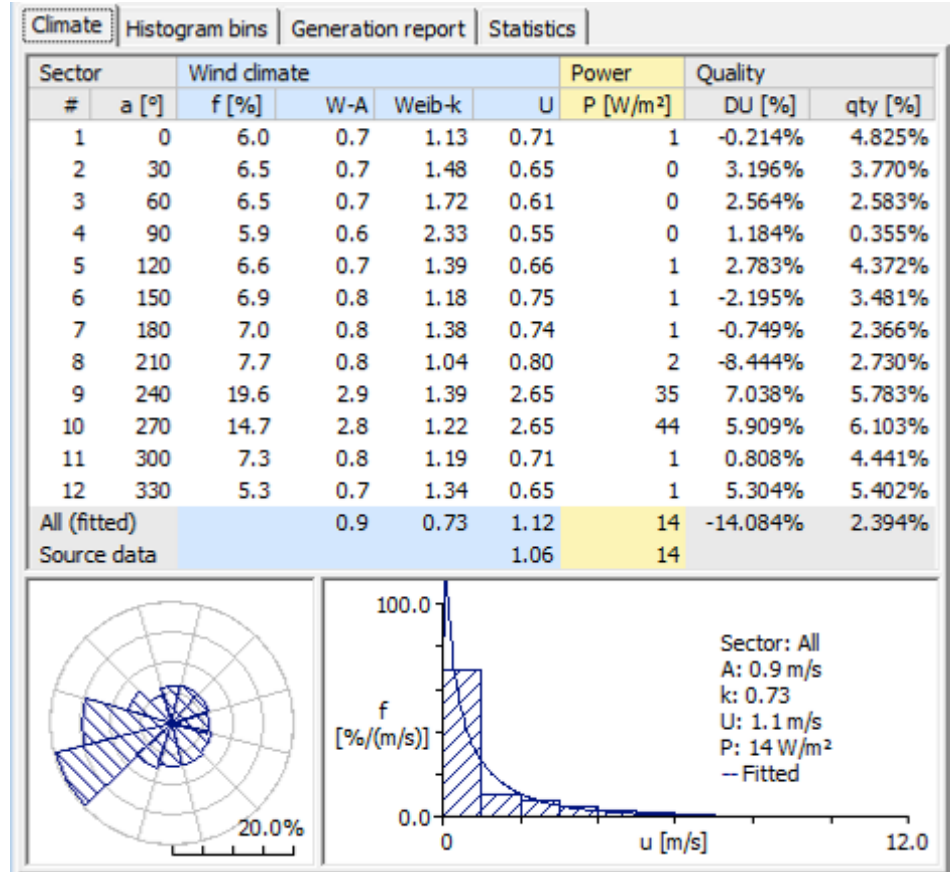 Climate Histogram bins Generation report Statistics
Sector Wind climate Power Quality
# a [º] f [%] W-A Weib-k U P [W/m²] DU [%] qty [%]
1 0 6.0 0.7 1.13 0.71 1 -0.214% 4.825%
2 30 6.5 0.7 1.48 0.65 0 3.196% 3.770%
3 60 6.5 0.7 1.72 0.61 0 2.564% 2.583%
4 90 5.9 0.6 2.33 0.55 0 1.184% 0.355%
5 120 6.6 0.7 1.39 0.66 1 2.783% 4.372%
6 150 6.9 0.8 1.18 0.75 1 -2.195% 3.481%
7 180 7.0 0.8 1.38 0.74 1 -0.749% 2.366%
8 210 7.7 0.8 1.04 0.80 2 -8.444% 2.730%
9 240 19.6 2.9 1.39 2.65 35 7.038% 5.783%
10 270 14.7 2.8 1.22 2.65 44 5.909% 6.103%
11 300 7.3 0.8 1.19 0.71 1 0.808% 4.441%
12 330 5.3 0.7 1.34 0.65 1 5.304% 5.402%
All (fitted) 0.9 0.73 1.12 14 -14.084% 2.394%
Source data 1.06 14
20.0%
100.0
f
[%/(m/s)]
0.0
Sector: All
A: 0.9 m/s
k: 0.73
U: 1.1 m/s
P: 14 W/m²
-- Fitted
0 u [m/s] 12.0